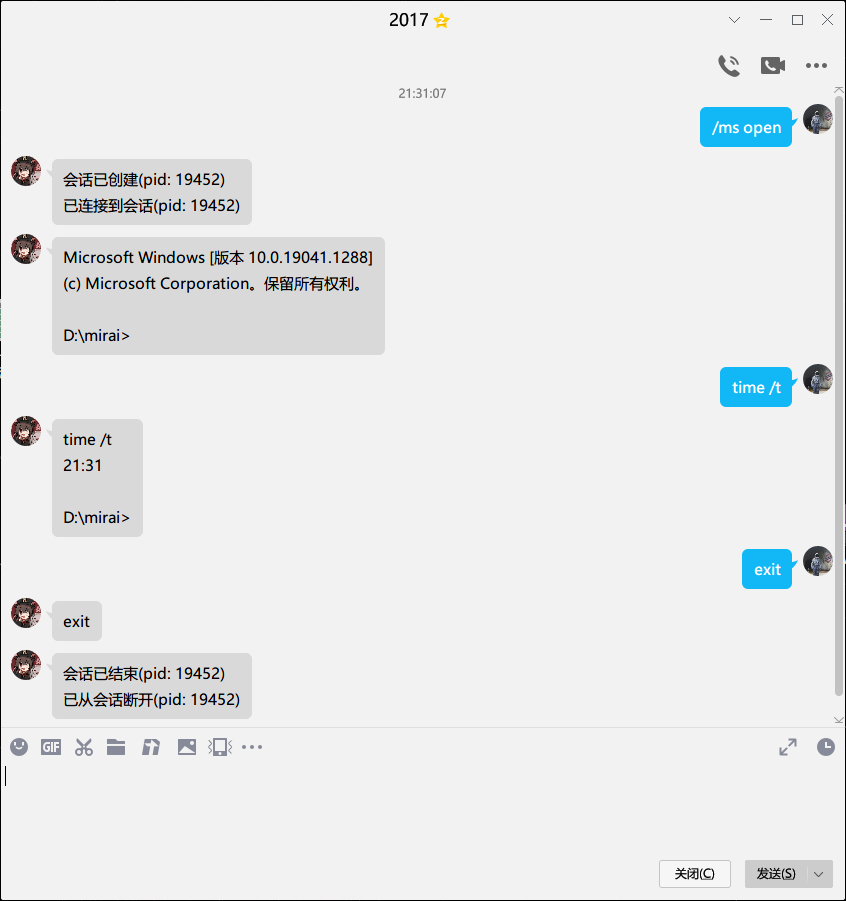 2017
21:31:07
/ms open
会话已创建(pid: 19452)
已连接到会话(pid: 19452)
Microsoft Windows [版本 10.0.19041.1288]
(c) Microsoft Corporation。保留所有权利。
D:\mirai>
time /t
time /t
21:31
D:\mirai>
exit
exit
会话已结束(pid: 19452)
已从会话断开(pid: 19452)
GIF
关闭(C)
发送(S)